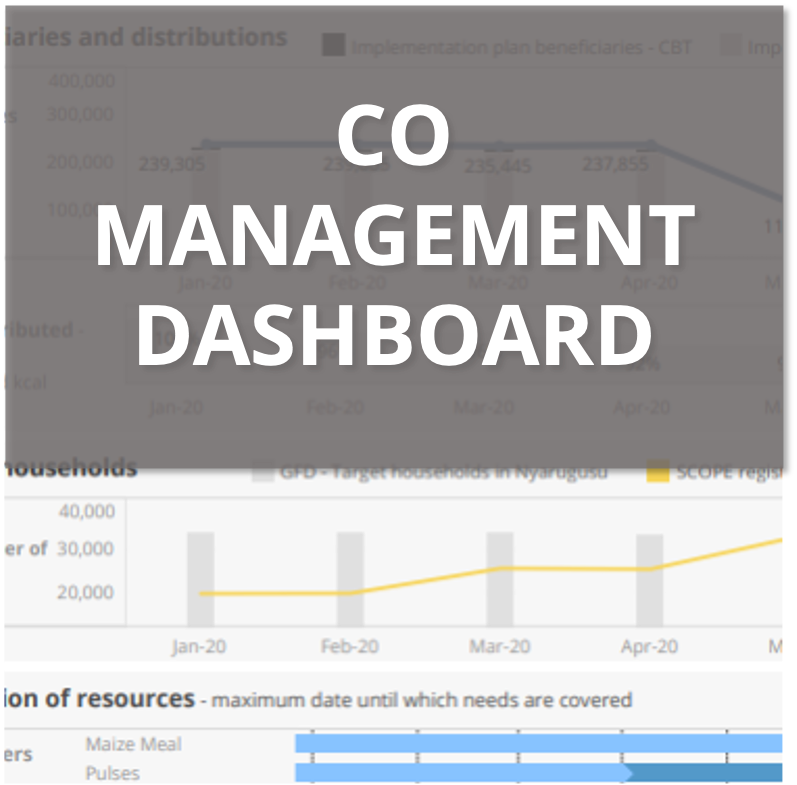 iaries and distributions
Implementation plan beneficiaries - CBT
Imp
400,000
300,000
es
200,000
100,00
239,305
235,445
237,855
11
Jan-20
Feb-20
Mar-20
Apr-20
M
CO
MANAGEMENT
DASHBOARD
ributed -
kcal
Jan-20
Feb-20
Mar-20
Apr-20
M
households
GFD - Target households in Nyarugusu
SCOPE regis
40,000
er of 30,000
20,000
Jan-20
Feb-20
Mar-20
Apr-20
M
ion of resources - maximum date until which needs are covered
ers
Maize Meal
Pulses